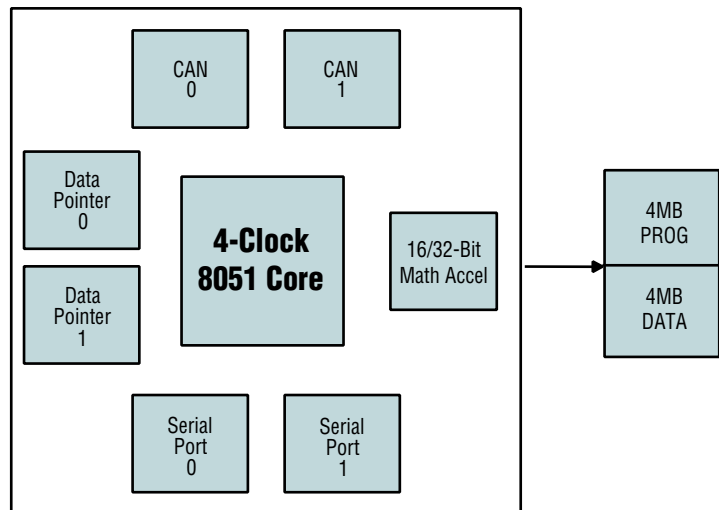 CAN
0
CAN
1
Data
Pointer
0
Data
Pointer
1
4-Clock
8051 Core
16/32-Bit
Math Accel
4MB
PROG
4MB
DATA
Serial
Port
0
Serial
Port
1